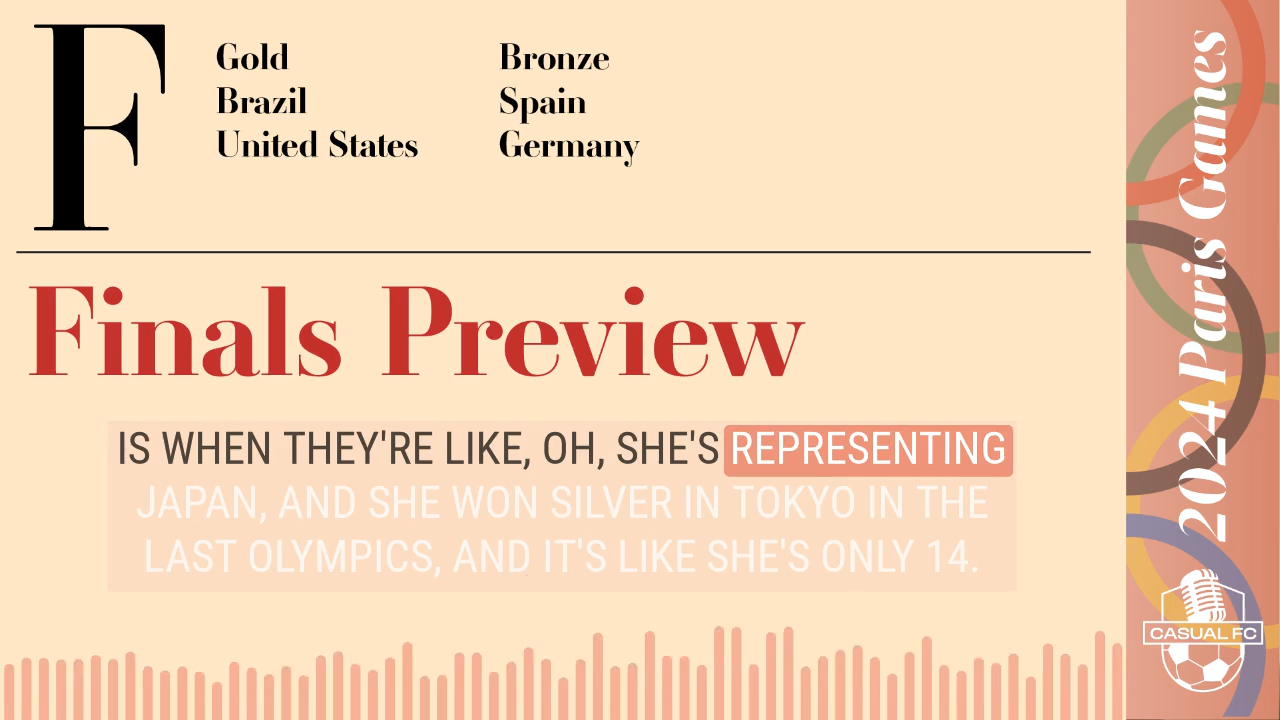 F
Gold
Brazil
United States
Bronze
Spain
Germany
Finals Preview
IS WHEN THEY'RE LIKE, OH, SHE'S REPRESENTING
JAPAN, AND SHE WON SILVER IN TOKYO IN THE
LAST OLYMPICS, AND IT'S LIKE SHE'S ONLY 14.
2024 Paris Games
CASUAL FC